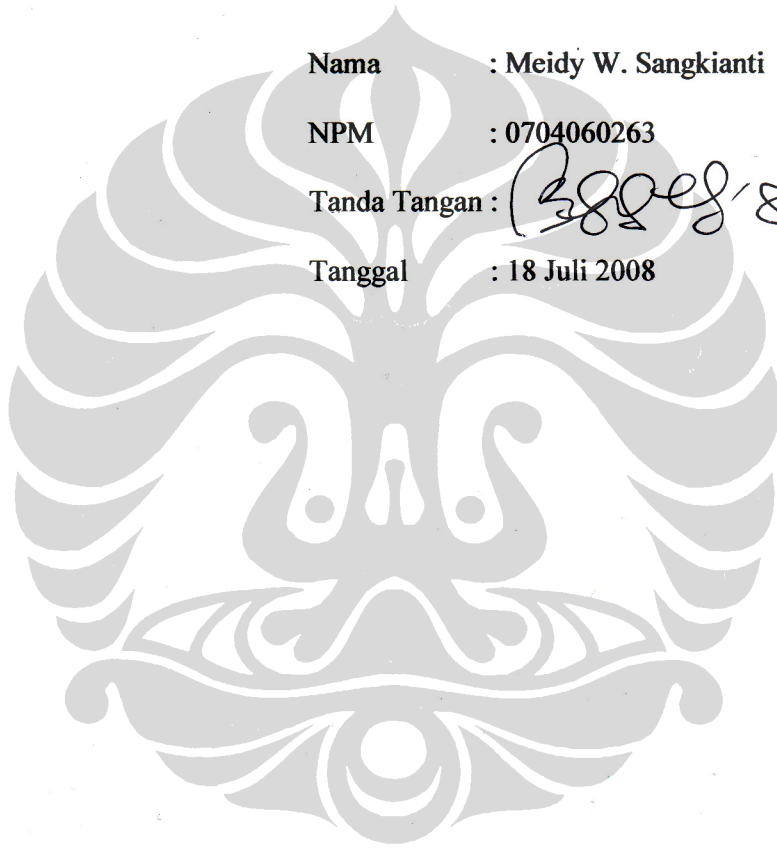 Nama : Meidy W. Sangkianti
NPM : 0704060263
Tanda Tangan :
Tanggal : 18 Juli 2008